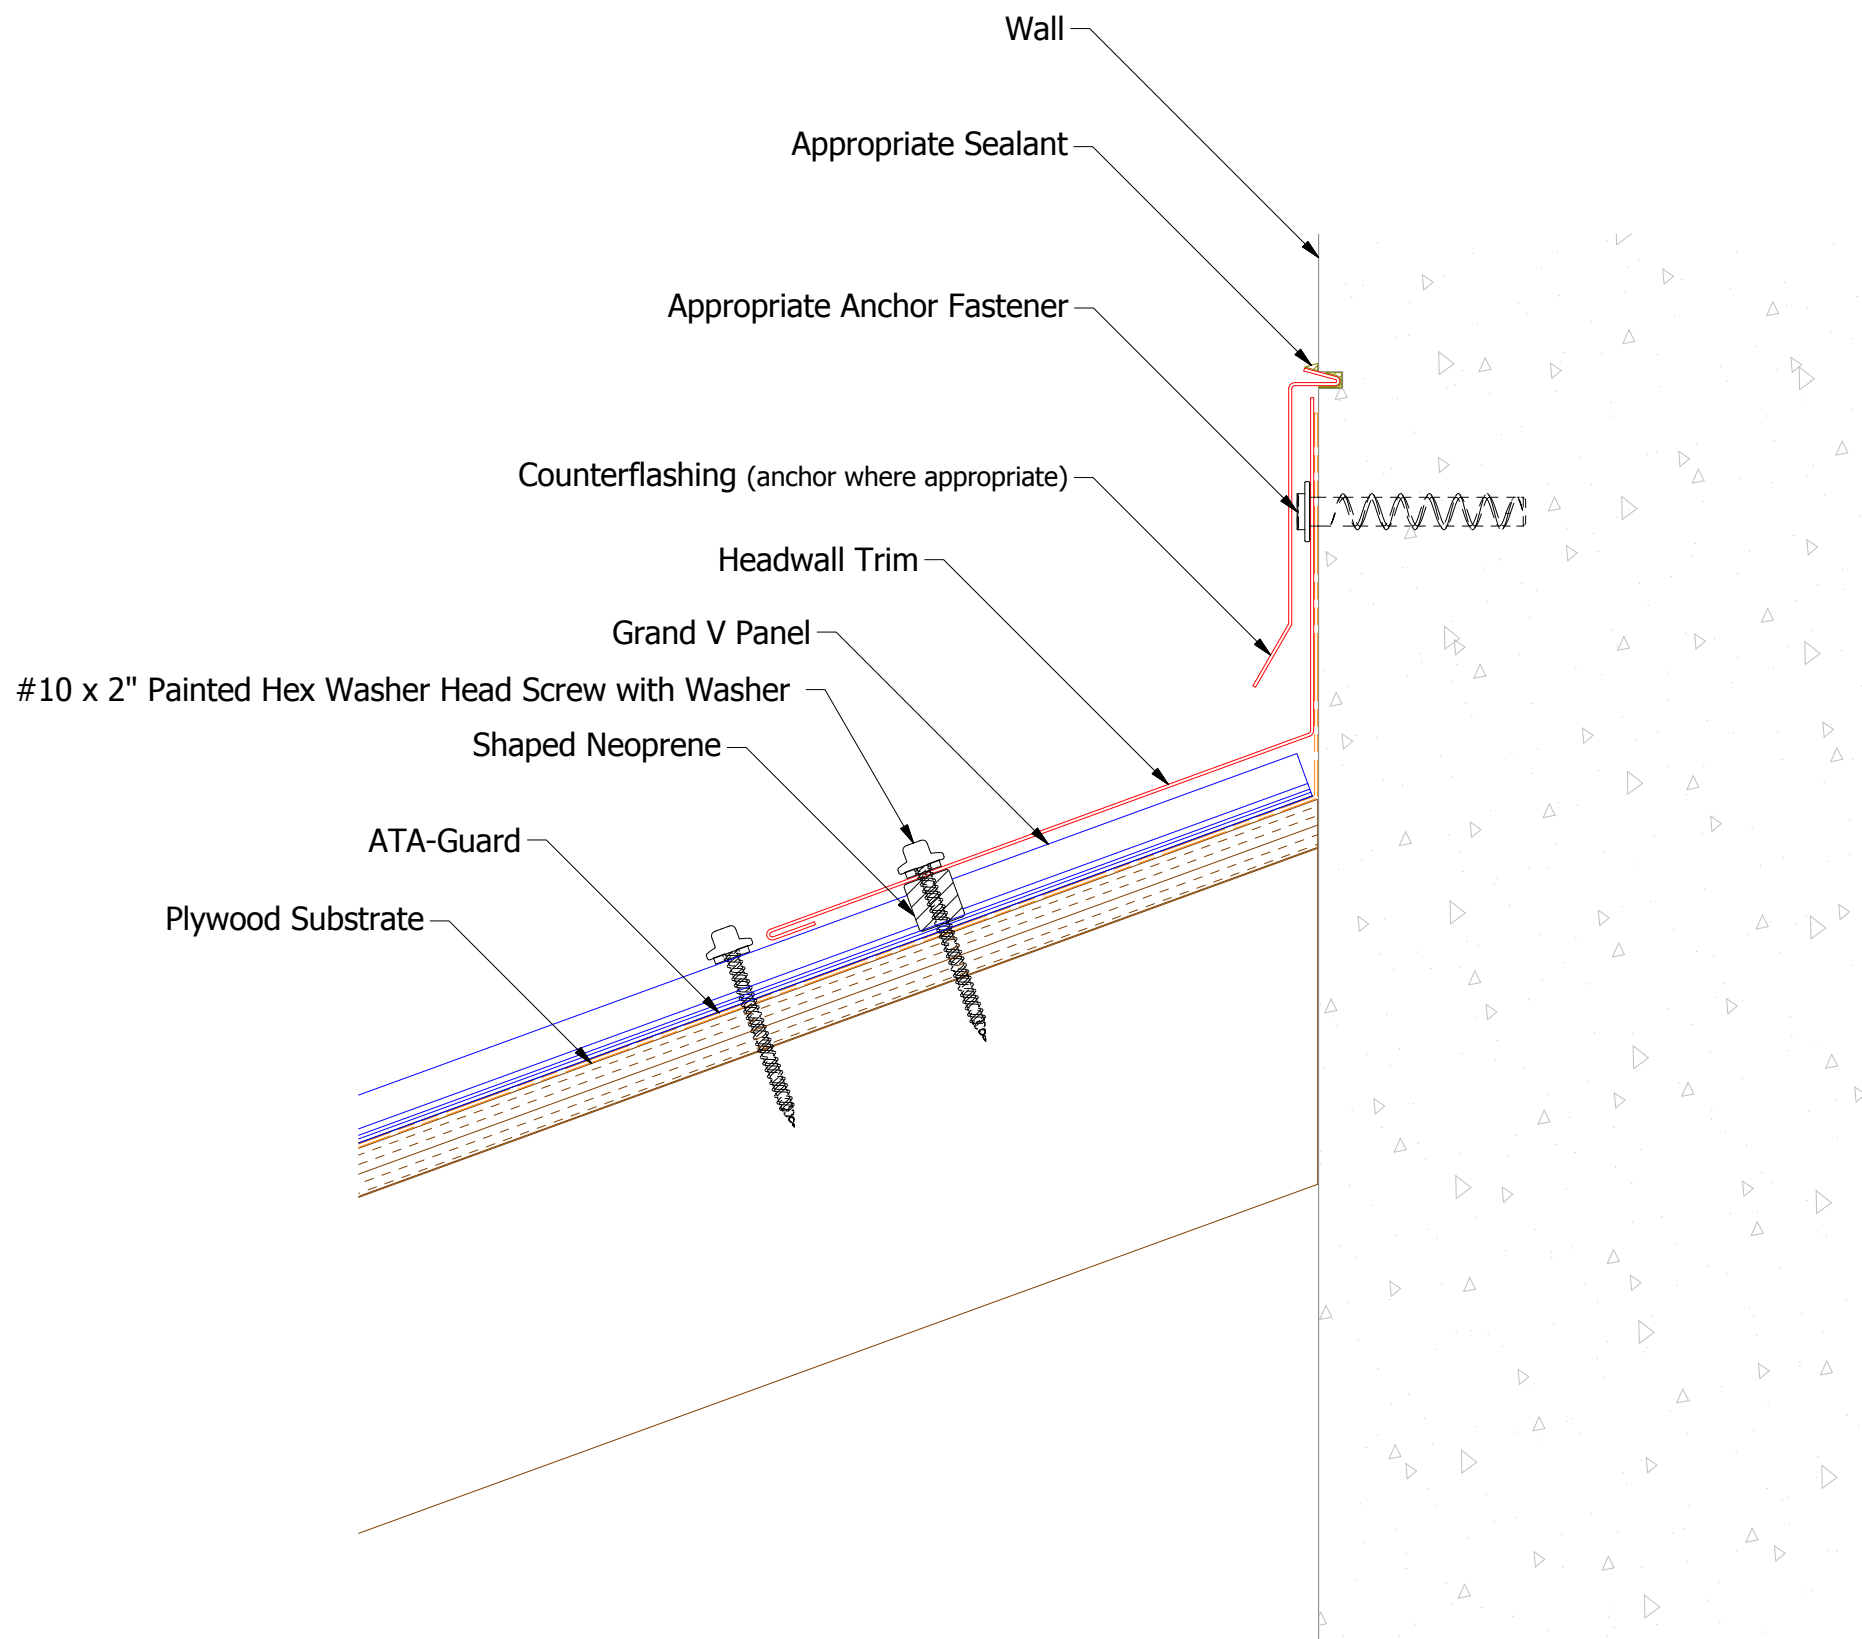 Wall
Appropriate Sealant
Appropriate Anchor Fastener
Counterflashing (anchor where appropriate)
Headwall Trim
Grand V Panel
#10 x 2" Painted Hex Washer Head Screw with Washer
Shaped Neoprene
ATA-Guard
Plywood Substrate